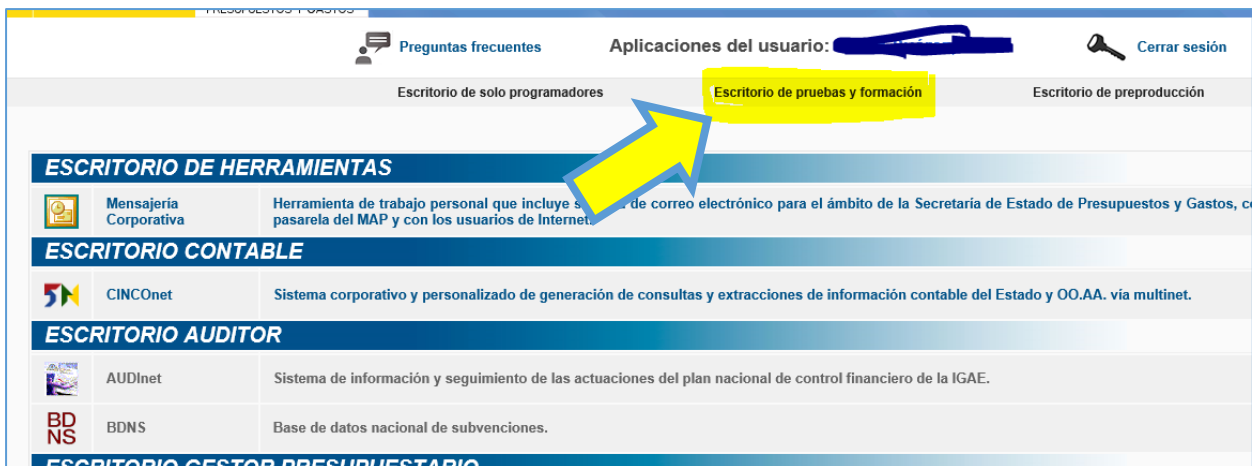 PRESUPUESTOS Y GASTOS
Preguntas frecuentes
Aplicaciones del usuario:
Cerrar sesión
Escritorio de solo programadores
Escritorio de pruebas y formación
Escritorio de preproducción
ESCRITORIO DE HERRAMIENTAS
Mensajería
Corporativa
Herramienta de trabajo personal que incluye de correo electrónico para el ámbito de la Secretaría de Estado de Presupuestos y Gastos,
pasarela del MAP y con los usuarios de Internet.
ESCRITORIO CONTABLE
CINCOnet
Sistema corporativo y personalizado de generación de consultas y extracciones de información contable del Estado y OO.AA. vía multinet.
ESCRITORIO AUDITOR
AUDInet
Sistema de información y seguimiento de las actuaciones del plan nacional de control financiero de la IGAE.
BD
NS
BDNS
Base de datos nacional de subvenciones.
ESCRITORIO GESTOR PRESUPUESTARIO